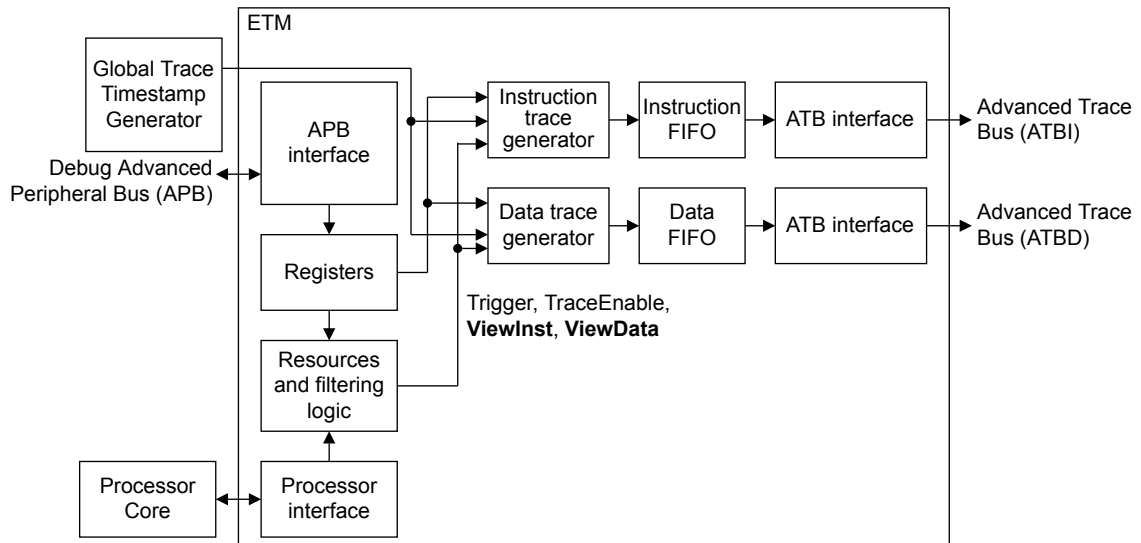 ETM
Global Trace
Timestamp
Generator
APB
interface
Debug Advanced
Peripheral Bus (APB)
Registers
Resources
and filtering
logic
Processor
Core
Processor
interface
Instruction
trace
generator
Instruction
FIFO
ATB interface
Advanced Trace
Bus (ATBI)
Data trace
generator
Data
FIFO
ATB interface
Advanced Trace
Bus (ATBD)
Trigger, TraceEnable,
ViewInst, ViewData